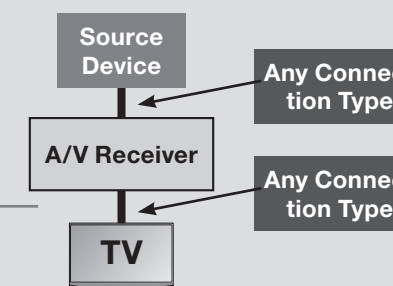 Source
Device
Any Connec
tion Type
A/V Receiver
Any Connec
tion Type
TV